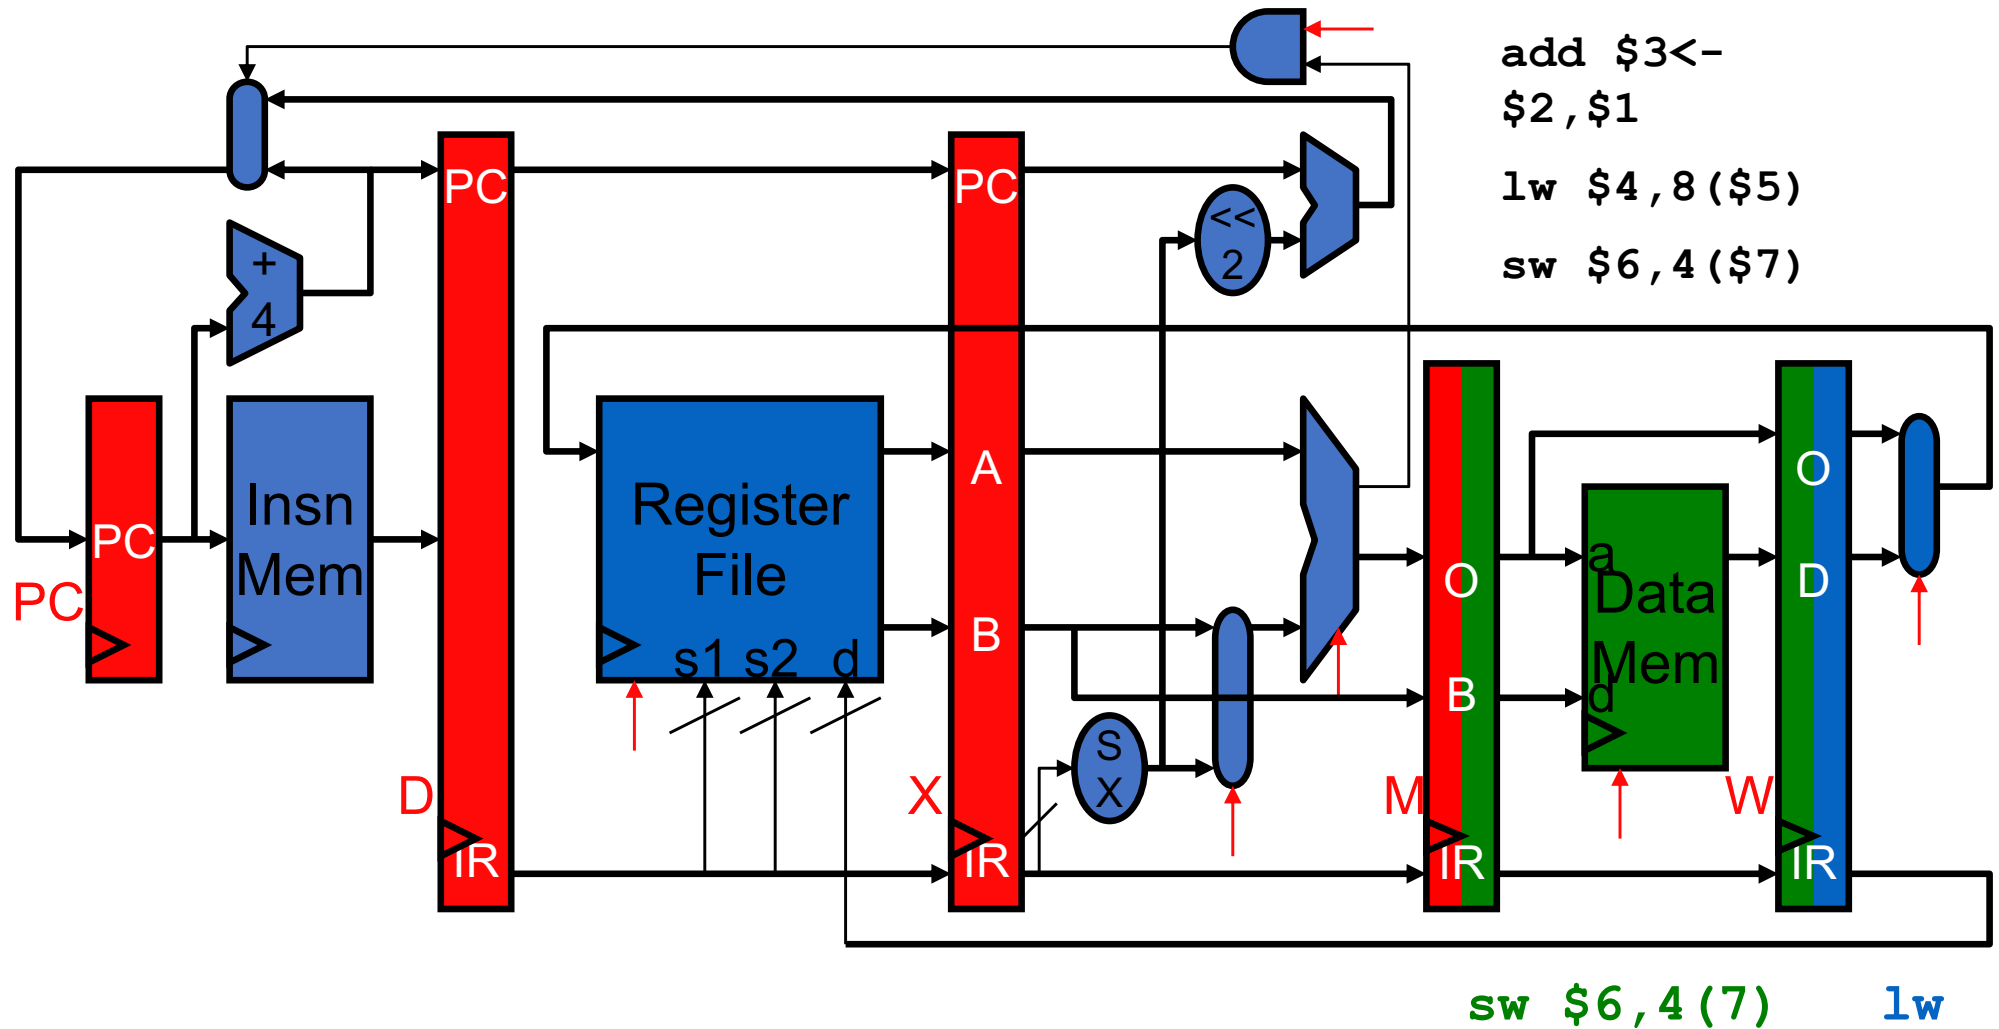 add $3<-
$2,$1
lw $4,8($5)
sw $6,4($7)
PC
PC
<<
2
+
4
A
Insn
Mem
Register
File
O
PC
PC
O
D
a
Data
Mem
d
B
B
s1 s2 d
S
X
D
X
M
W
IR
IR
IR
IR
sw $6,4(7)
lw